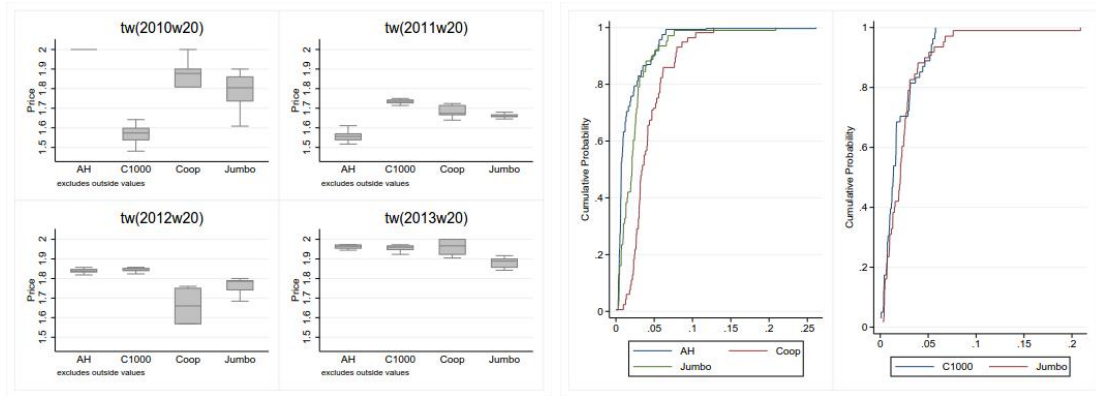 tw(2010w20)
Price
2
1.9
1.8
1.7
1.6
1.5
AH C1000 Coop Jumbo
excludes outside values
tw(2011w20)
Price
2
1.9
1.8
1.7
1.6
1.5
AH C1000 Coop Jumbo
excludes outside values
tw(2012w20)
Price
2
1.9
1.8
1.7
1.6
1.5
AH C1000 Coop Jumbo
excludes outside values
tw(2013w20)
Price
2
1.9
1.8
1.7
1.6
1.5
AH C1000 Coop Jumbo
excludes outside values
Cumulative Probability
1
.8
.6
.4
.2
0
0 .05 .1 .15 .2 .25
AH Coop
Jumbo
Cumulative Probability
1
.8
.6
.4
.2
0
0 .05 .1 .15 .2
C1000 Jumbo